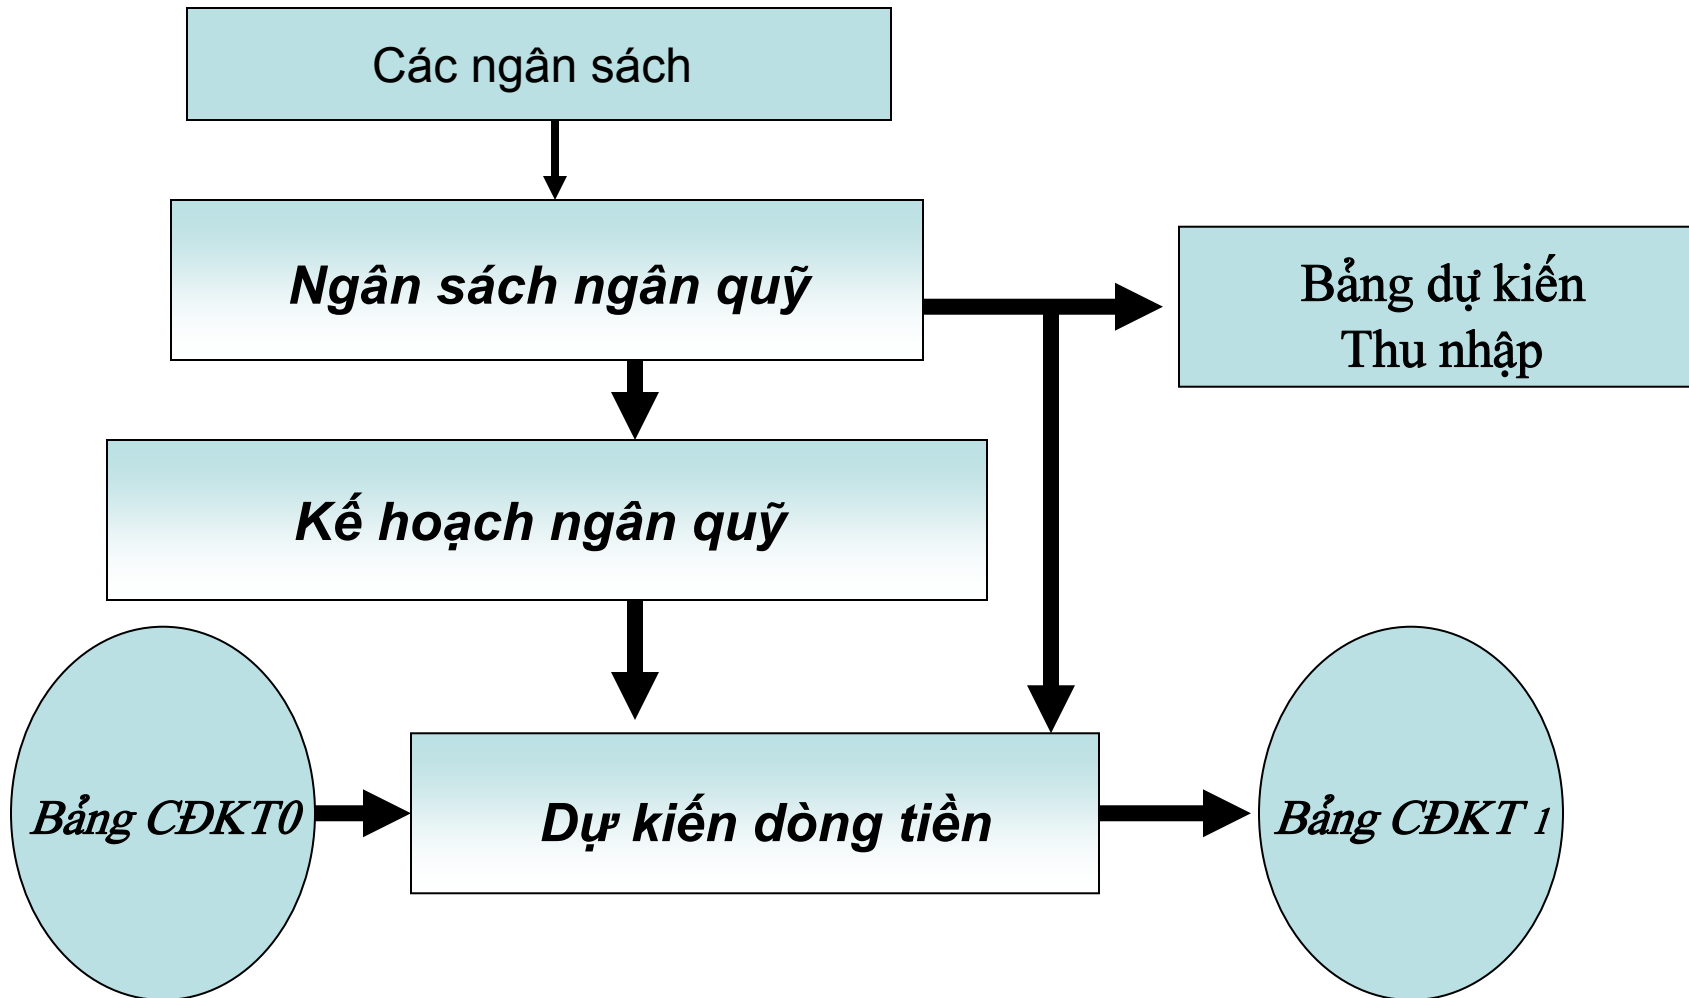 Các ngân sách
Ngân sách ngân quỹ
Bảng dự kiến
Thu nhập
Kế hoạch ngân quỹ
Bảng CĐKT0
Dự kiến dòng tiền
Bảng CĐKT 1